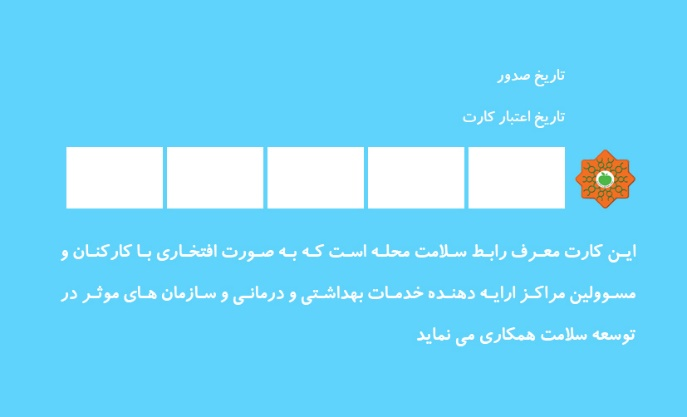 تاریخ صدور
تاریخ اعتبار کارت
این کارت معرف رابط سلامت محله است که به صورت افتخاری با کارکنان و
مسوولین مراکز ارایه دهنده خدمات بهداشتی و درمانی و سازمان های موثر در
توسعه سلامت همکاری می نماید